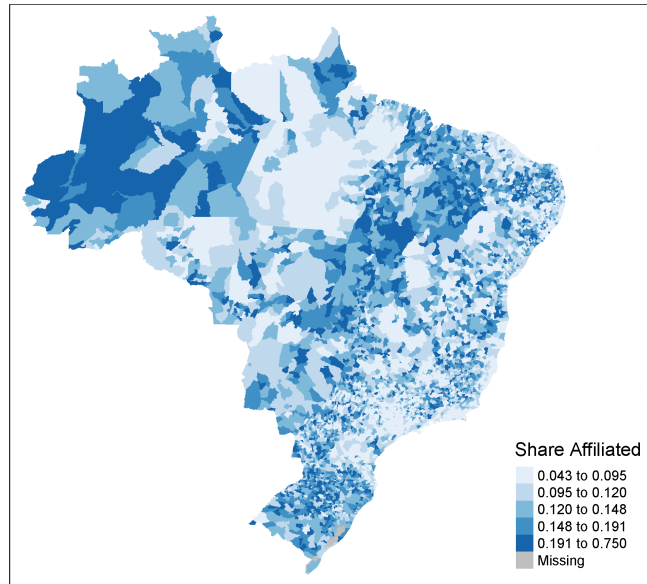 Share Affiliated
0.043 to 0.095
0.095 to 0.120
0.120 to 0.148
0.148 to 0.191
0.191 to 0.750
Missing